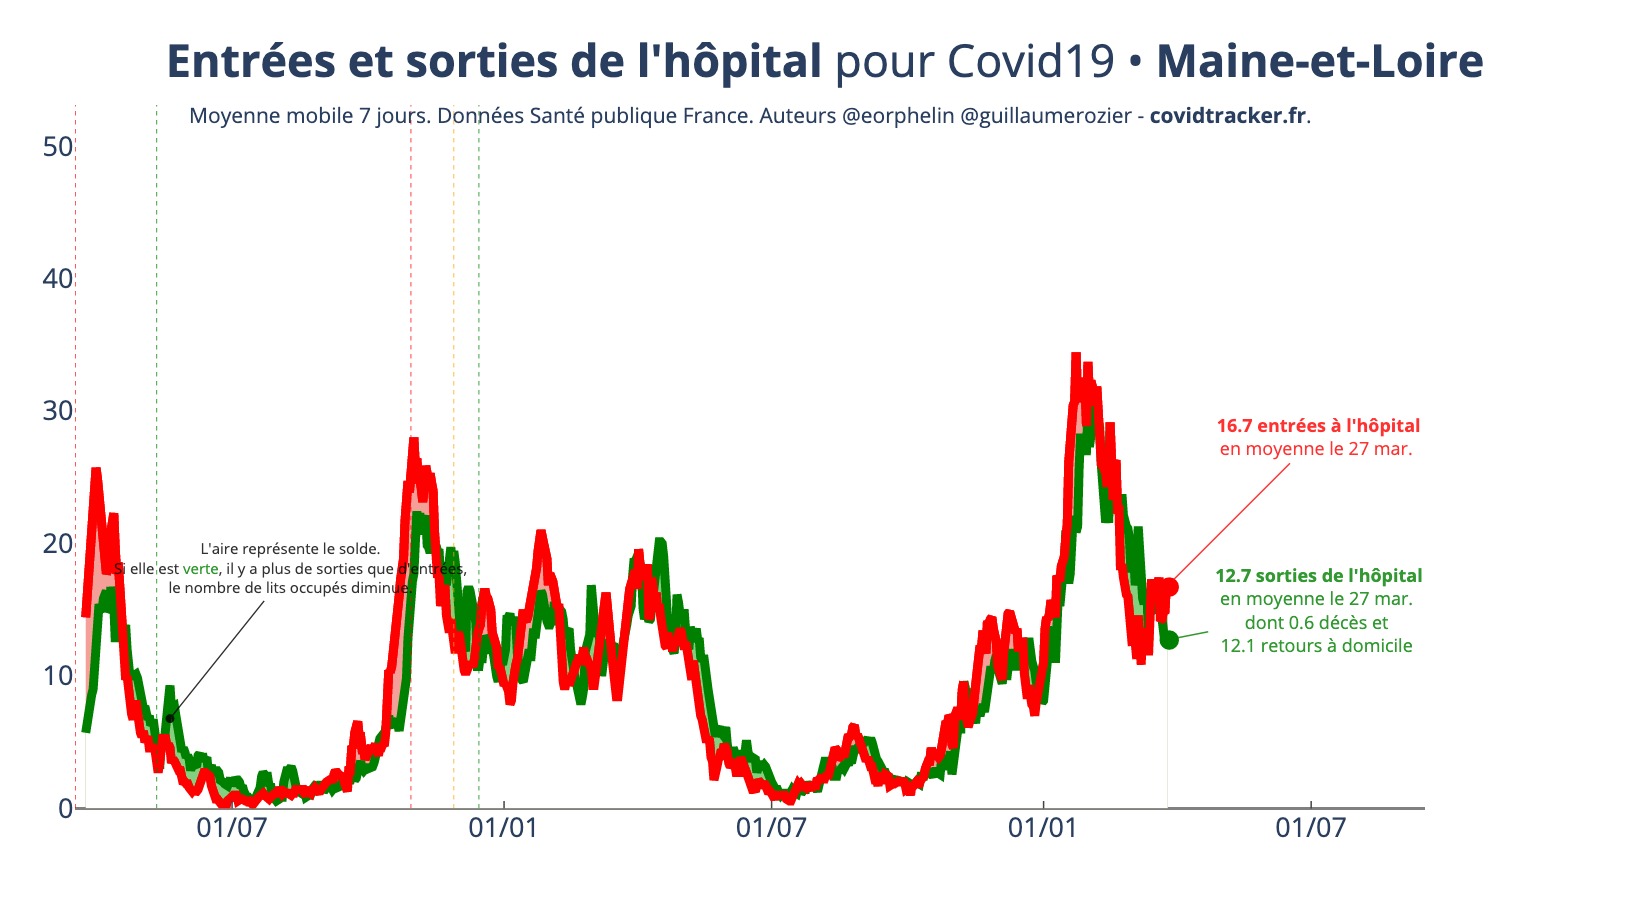 Entrées et sorties de l'hôpital pour Covid19 • Maine-et-Loire
Moyenne mobile 7 jours. Données Santé publique France. Auteurs @eorphelin @guillaumerozier - covidtracker.fr.
50
40
30
20
10
0
L'aire représente le solde.
Si elle est verte, il y a plus de sorties que d'entrées,
le nombre de lits occupés diminue.
16.7 entrées à l'hôpital
en moyenne le 27 mar.
12.7 sorties de l'hôpital
en moyenne le 27 mar.
dont 0.6 décès et
12.1 retours à domicile
01/07
01/01
01/07
01/01
01/07